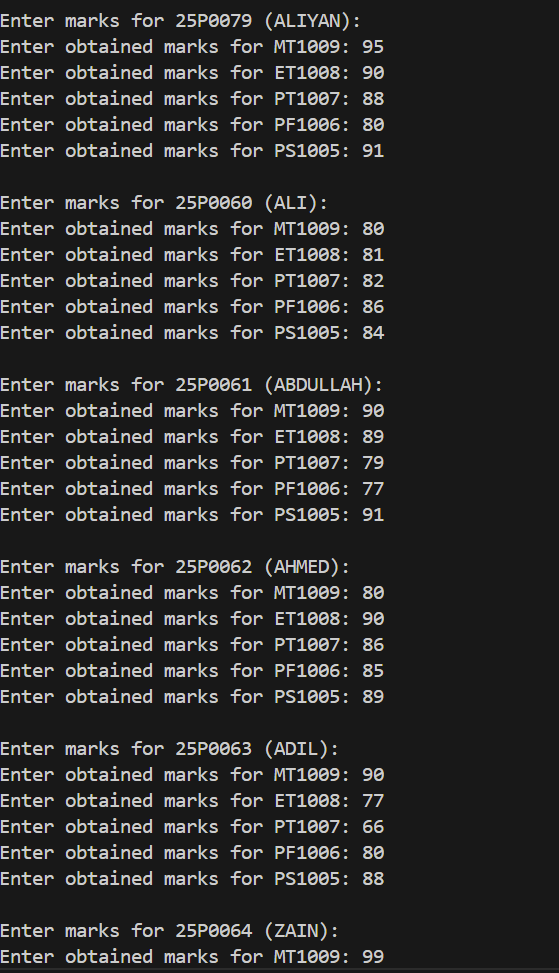 Enter marks for 25P0079 (ALIYAN):
Enter obtained marks for MT1009: 95
Enter obtained marks for ET1008: 90
Enter obtained marks for PT1007: 88
Enter obtained marks for PF1006: 80
Enter obtained marks for PS1005: 91
Enter marks for 25P0060 (ALI):
Enter obtained marks for MT1009: 80
Enter obtained marks for ET1008: 81
Enter obtained marks for PT1007: 82
Enter obtained marks for PF1006: 86
Enter obtained marks for PS1005: 84
Enter marks for 25P0061 (ABDULLAH):
Enter obtained marks for MT1009: 90
Enter obtained marks for ET1008: 89
Enter obtained marks for PT1007: 79
Enter obtained marks for PF1006: 77
Enter obtained marks for PS1005: 91
Enter marks for 25P0062 (AHMED):
Enter obtained marks for MT1009: 80
Enter obtained marks for ET1008: 90
Enter obtained marks for PT1007: 86
Enter obtained marks for PF1006: 85
Enter obtained marks for PS1005: 89
Enter marks for 25P0063 (ADIL):
Enter obtained marks for MT1009: 90
Enter obtained marks for ET1008: 77
Enter obtained marks for PT1007: 66
Enter obtained marks for PF1006: 80
Enter obtained marks for PS1005: 88
Enter marks for 25P0064 (ZAIN):
Enter obtained marks for MT1009: 99